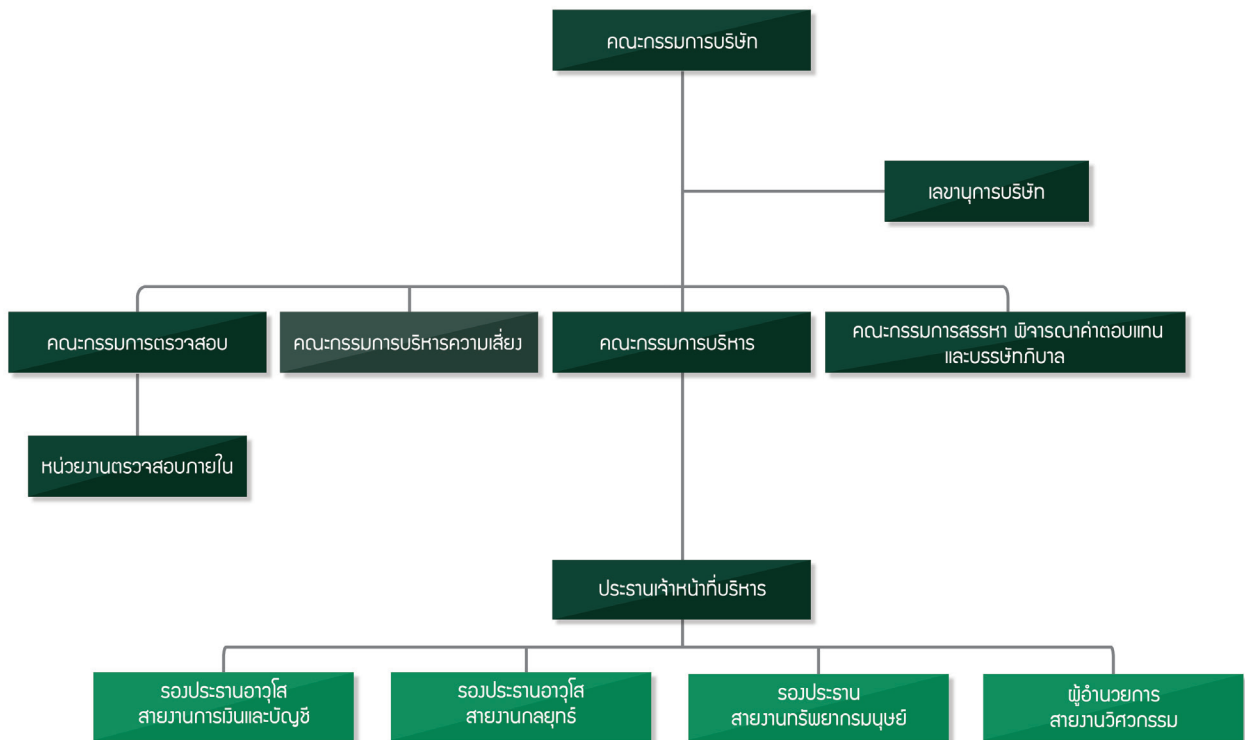 คณะกรรมการบริษัท
เลขานุการบริษัท
คณะกรรมการตรวจสอบ
คณะกรรมการบริหารความเสี่ยง
คณะกรรมการบริหาร
คณะกรรมการสรรหา พิจารณาค่าตอบแทน
และบรรษัทภิบาล
หน่วยงานตรวจสอบภายใน
ประธานเจ้าหน้าที่บริหาร
รองประธานอาวุโส
สายงานการเงินและบัญชี
รองประธานอาวุโส
สายงานกลยุทธ์
รองประธาน
สายงานทรัพยากรมนุษย์
ผู้อำนวยการ
สายงานวิศวกรรม